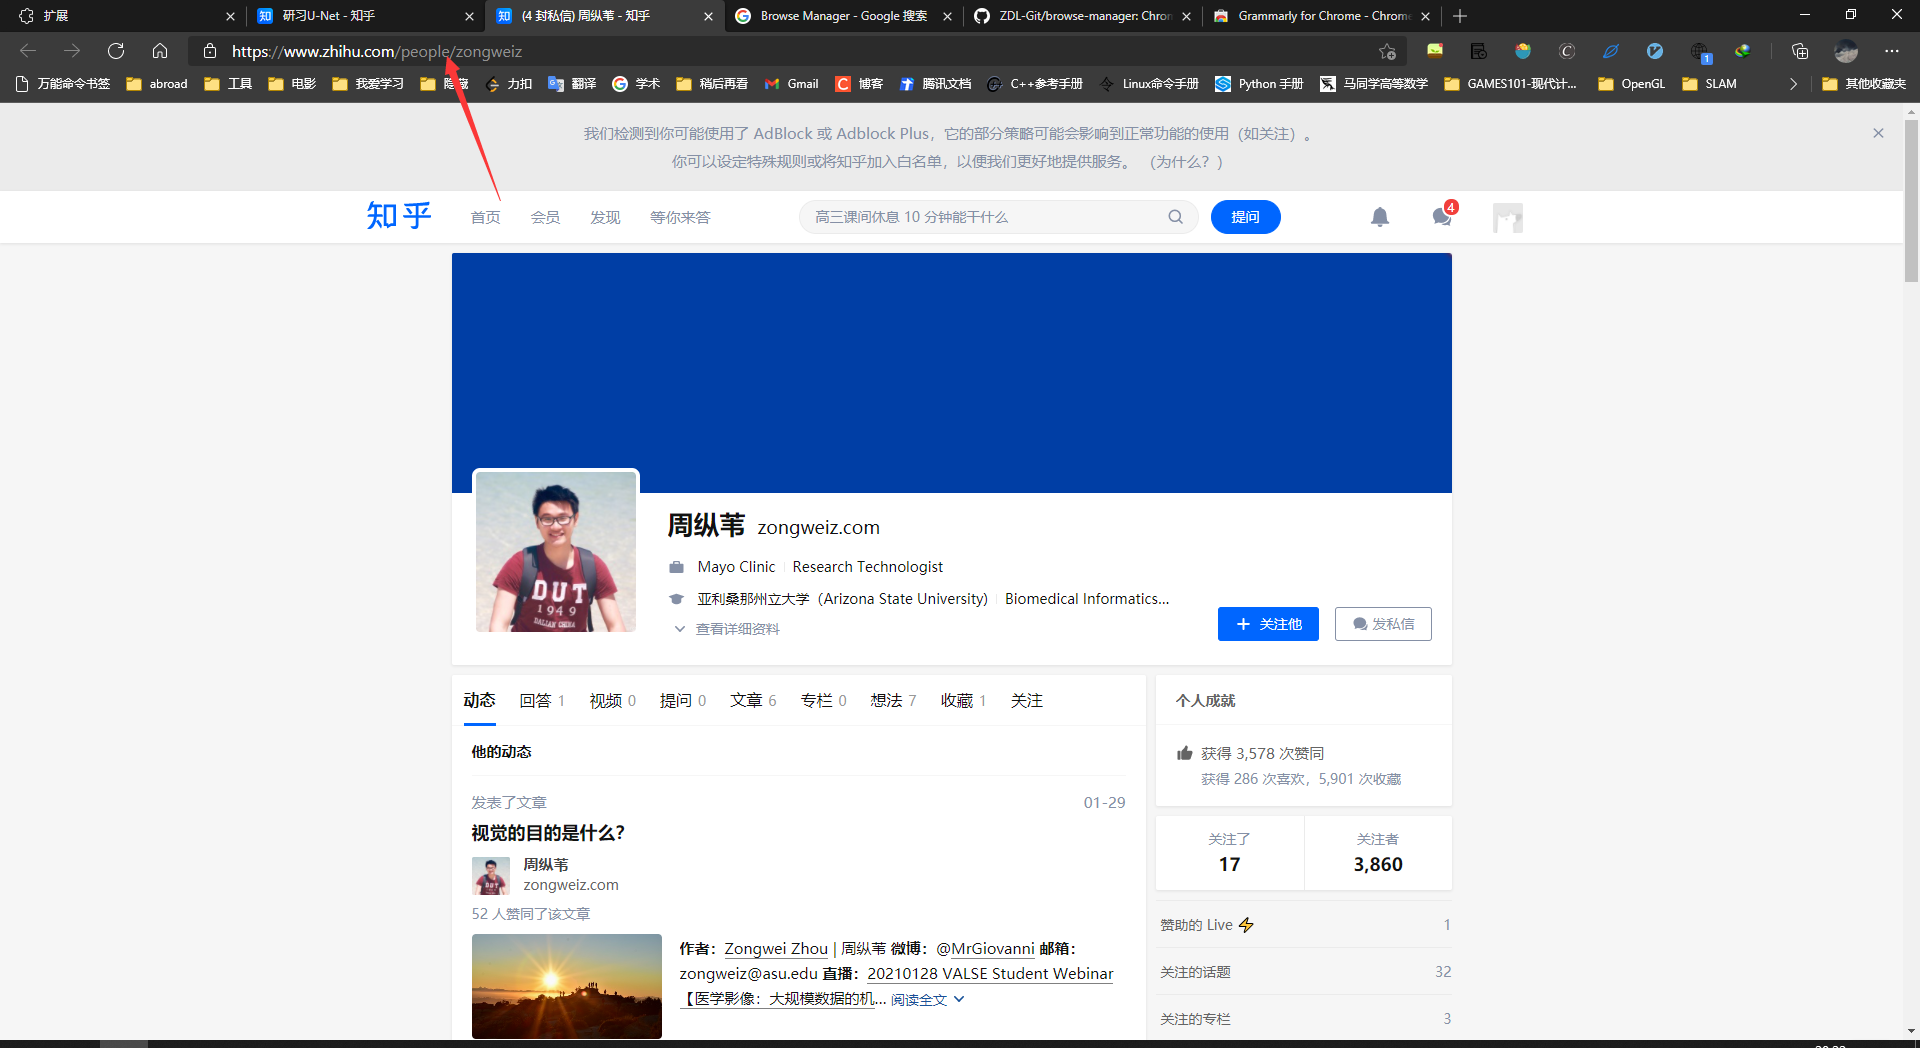 扩展
研习U-Net - 知乎
(4 封私信) 周纵苇 - 知乎
Browse Manager - Google 搜索
ZDL-Git/browse-manager: Chron
Grammarly for Chrome - Chrome
https://www.zhihu.com/people/zongweiz
1
万能命令书签
abroad
工具
电影
我爱学习
隐藏
力扣
翻译
学术
稍后再看
Gmail
博客
腾讯文档
C++参考手册
Linux命令手册
Python 手册
马同学高等数学
GAMES101-现代计...
OpenGL
SLAM
其他收藏夹
我们检测到你可能使用了 AdBlock 或 Adblock Plus，它的部分策略可能会影响到正常功能的使用（如关注）。
你可以设定特殊规则或将知乎加入白名单，以便我们更好地提供服务。 （为什么？）
知乎
首页
会员
发现
等你来答
高三课间休息 10 分钟能干什么
提问
4
周纵苇 zongweiz.com
Mayo Clinic
Research Technologist
亚利桑那州立大学（Arizona State University)
Biomedical Informatics...
查看详细资料
关注他
发私信
DUT
1949
DALIAN CHINA
动态
回答 1
视频 0
提问 0
文章 6
专栏 0
想法 7
收藏 1
关注
他的动态
发表了文章
01-29
视觉的目的是什么？
周纵苇
zongweiz.com
52 人赞同了该文章
作者：Zongwei Zhou | 周纵苇 微博：@MrGiovanni 邮箱：
zongweiz@asu.edu 直播：20210128 VALSE Student Webinar
【医学影像：大规模数据的机... 阅读全文
个人成就
获得 3,578 次赞同
获得 286 次喜欢，5,901 次收藏
关注了
17
关注者
3,860
赞助的 Live
1
关注的话题
32
关注的专栏
3